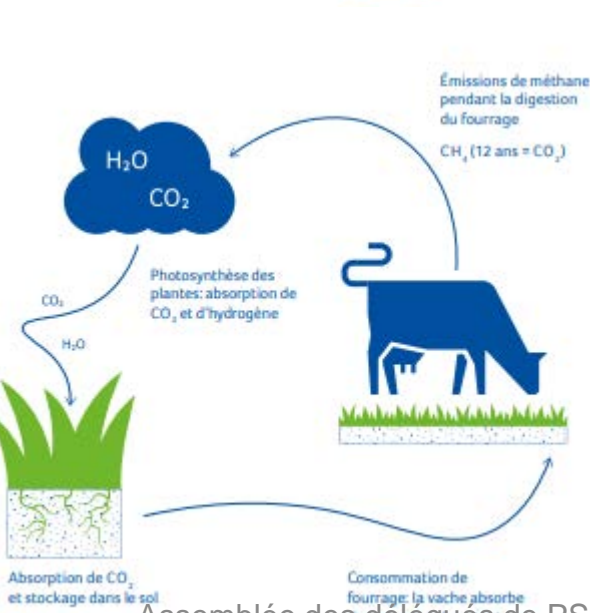 Émissions de méthane
pendant la digestion
du fourrage
CH₄ (12 ans = CO₂)
H₂O
CO₂
Photosynthèse des
plantes: absorption de
CO₂ et d'hydrogène
CO₂
H₂O
Absorption de CO₂
et stockage dans le sol
Consommation de
fourrage: la vache absorbe
Assemblée des délégués de PS